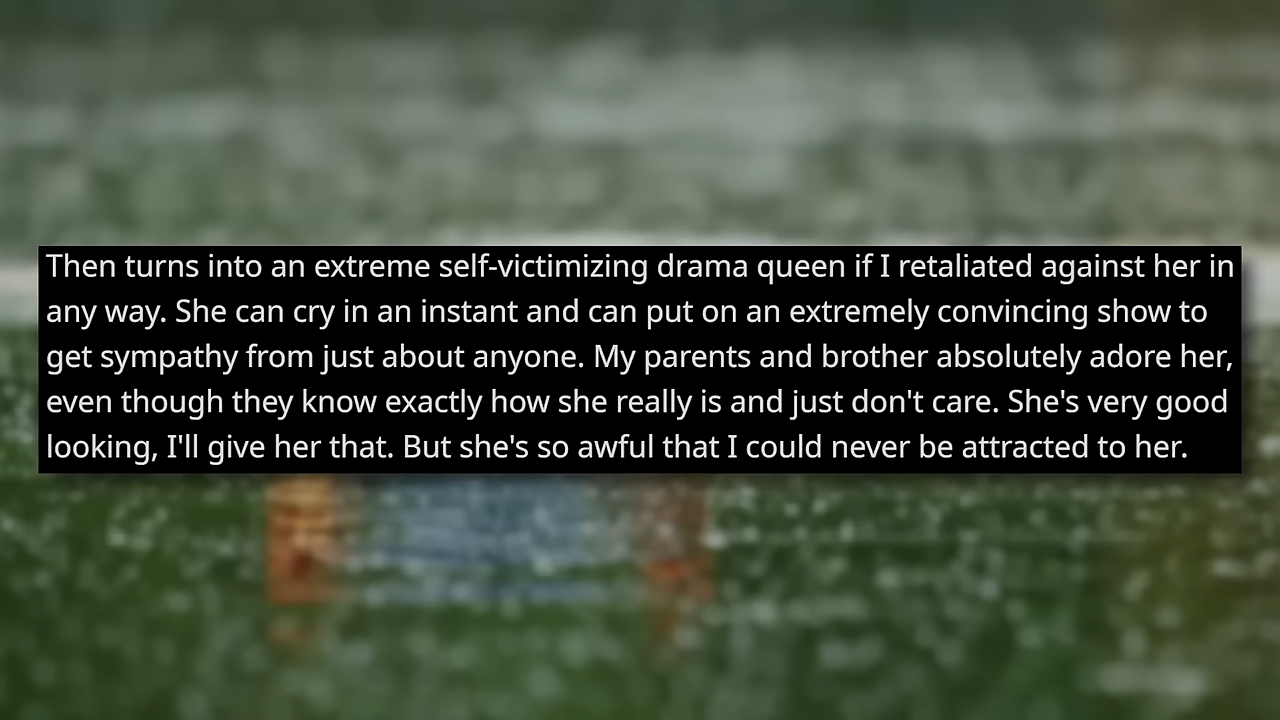 Then turns into an extreme self-victimizing drama queen if I retaliated against her in
any way. She can cry in an instant and can put on an extremely convincing show to
get sympathy from just about anyone. My parents and brother absolutely adore her,
even though they know exactly how she really is and just don't care. She's very good
looking, I'll give her that. But she's so awful that I could never be attracted to her.